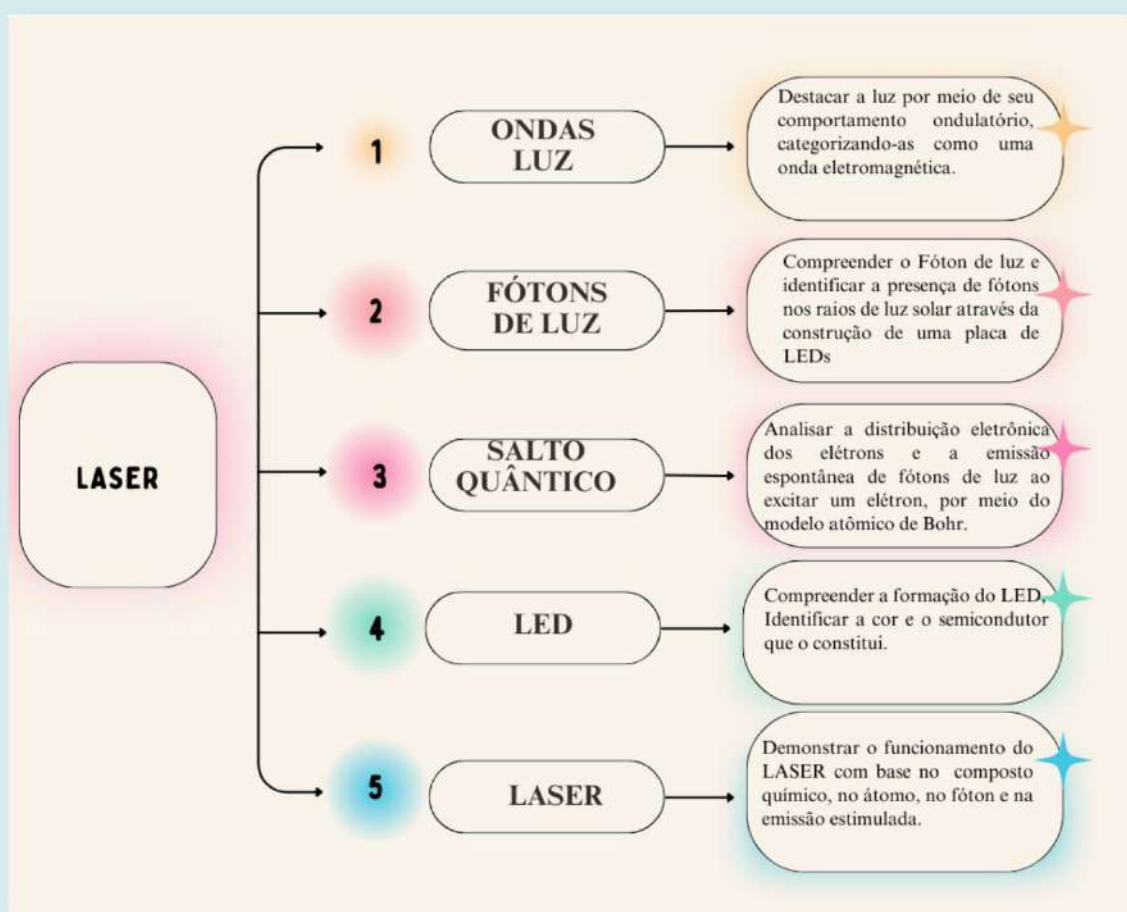 LASER
1
ONDAS
LUZ
Destacar a luz por meio de seu
comportamento ondulatório,
categorizando-as como uma
onda eletromagnética.
2
FÓTONS
DE LUZ
Compreender o Fóton de luz e
identificar a presença de fótons
nos raios de luz solar através da
construção de uma placa de
LEDs
3
SALTO
QUÂNTICO
Analisar a distribuição eletrônica
dos elétrons e a emissão
espontânea de fótons de luz ao
excitar um elétron, por meio do
modelo atômico de Bohr.
4
LED
Compreender a formação do LED,
Identificar a cor e o semicondutor
que o constitui.
5
LASER
Demonstrar o funcionamento do
LASER com base no composto
químico, no átomo, no fóton e na
emissão estimulada.